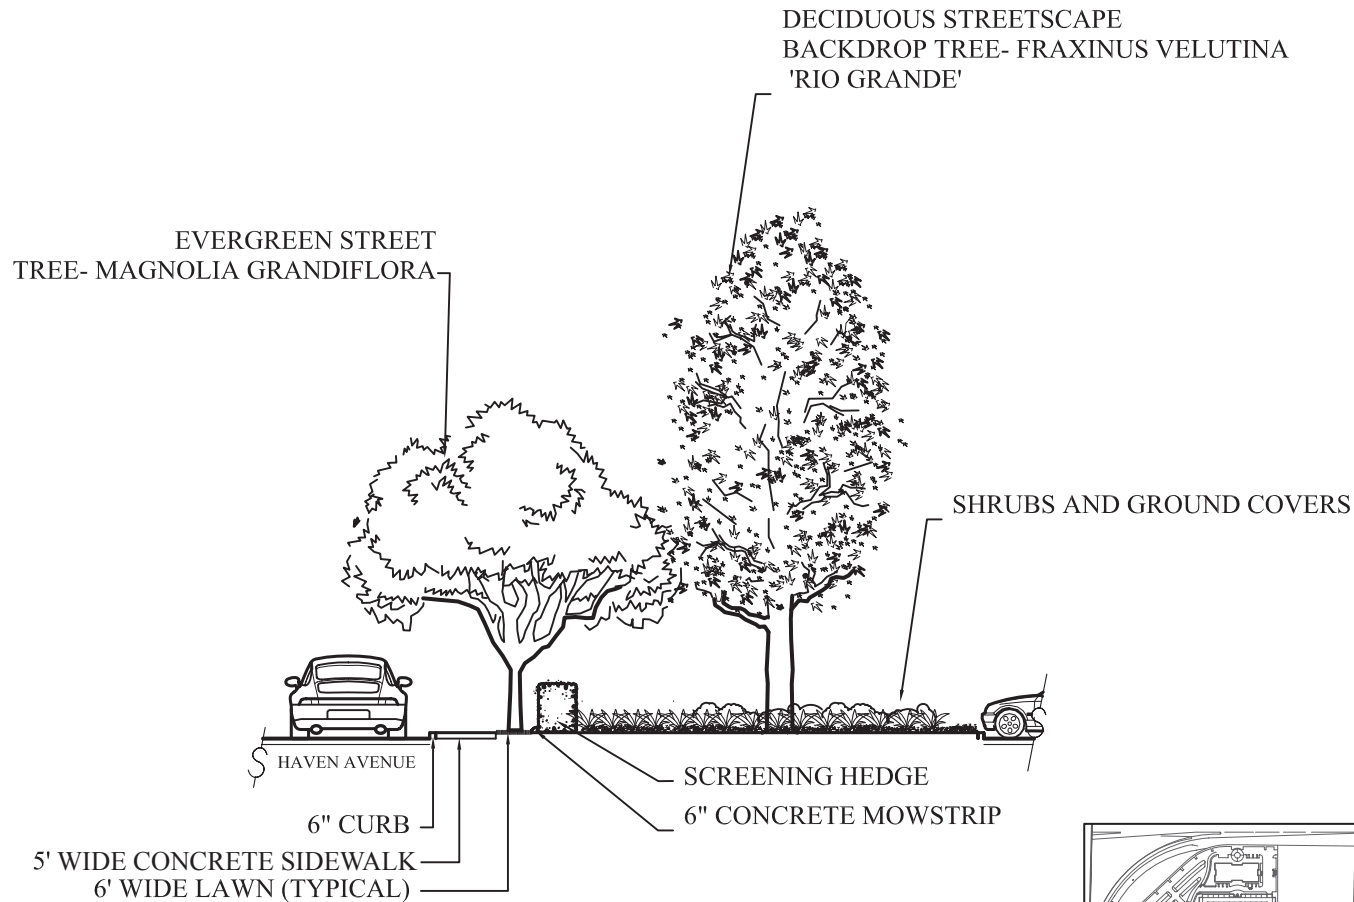 DECIDUOUS STREETSCAPE
BACKDROP TREE- FRAXINUS VELUTINA
'RIO GRANDE'
EVERGREEN STREET
TREE- MAGNOLIA GRANDIFLORA
SHRUBS AND GROUND COVERS
HAVEN AVENUE
SCREENING HEDGE
6" CONCRETE MOWSTRIP
6" CURB
5' WIDE CONCRETE SIDEWALK
6' WIDE LAWN (TYPICAL)